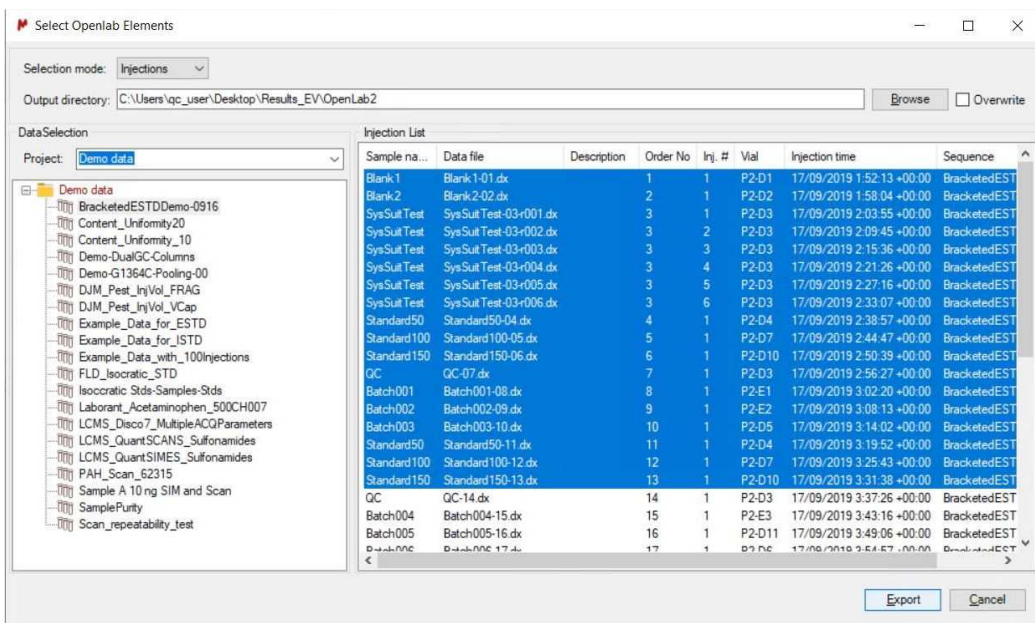 Select Openlab Elements
Selection mode: Injections
Output directory: C:\Users\qc_user\Desktop\Results_EV\OpenLab2 Browse Overwrite
DataSelection
Project: Demo data
Demo data
BracketedESTDDemo-0916
Content_Uniformity20
Content_Uniformity_10
Demo-DualGC-Columns
Demo-G1364C-Pooling-00
DJM_Pest_InjVol_FRAG
DJM_Pest_InjVol_VCap
Example_Data_for_ESTD
Example_Data_for_ISTD
Example_Data_with_100Injections
FLD_Isocratic_STD
Isoccratic Stds-Samples-Stds
Laborant_Acetaminophen_500CH007
LCMS_Disco7_MultipleACQParameters
LCMS_QuantSCANS_Sulfonamides
LCMS_QuantSIMES_Sulfonamides
PAH_Scan_62315
Sample A 10 ng SIM and Scan
SamplePurity
Scan_repeatability_test
Injection List
Sample na... Data file Description Order No Inj. # Vial Injection time Sequence
Blank1 Blank1-01.dx 1 1 P2-D1 17/09/2019 1:52:13 +00:00 BracketedEST
Blank2 Blank2-02.dx 2 1 P2-D2 17/09/2019 1:58:04 +00:00 BracketedEST
SysSuitTest SysSuitTest-03-r001.dx 3 1 P2-D3 17/09/2019 2:03:55 +00:00 BracketedEST
SysSuitTest SysSuitTest-03-r002.dx 3 2 P2-D3 17/09/2019 2:09:45 +00:00 BracketedEST
SysSuitTest SysSuitTest-03-r003.dx 3 3 P2-D3 17/09/2019 2:15:36 +00:00 BracketedEST
SysSuitTest SysSuitTest-03-r004.dx 3 4 P2-D3 17/09/2019 2:21:26 +00:00 BracketedEST
SysSuitTest SysSuitTest-03-r005.dx 3 5 P2-D3 17/09/2019 2:27:16 +00:00 BracketedEST
SysSuitTest SysSuitTest-03-r006.dx 3 6 P2-D3 17/09/2019 2:33:07 +00:00 BracketedEST
Standard50 Standard50-04.dx 4 1 P2-D4 17/09/2019 2:38:57 +00:00 BracketedEST
Standard100 Standard100-05.dx 5 1 P2-D7 17/09/2019 2:44:47 +00:00 BracketedEST
Standard150 Standard150-06.dx 6 1 P2-D10 17/09/2019 2:50:39 +00:00 BracketedEST
QC QC-07.dx 7 1 P2-D3 17/09/2019 2:56:27 +00:00 BracketedEST
Batch001 Batch001-08.dx 8 1 P2-E1 17/09/2019 3:02:20 +00:00 BracketedEST
Batch002 Batch002-09.dx 9 1 P2-E2 17/09/2019 3:08:13 +00:00 BracketedEST
Batch003 Batch003-10.dx 10 1 P2-D5 17/09/2019 3:14:02 +00:00 BracketedEST
Standard50 Standard50-11.dx 11 1 P2-D4 17/09/2019 3:19:52 +00:00 BracketedEST
Standard100 Standard100-12.dx 12 1 P2-D7 17/09/2019 3:25:43 +00:00 BracketedEST
Standard150 Standard150-13.dx 13 1 P2-D10 17/09/2019 3:31:38 +00:00 BracketedEST
QC QC-14.dx 14 1 P2-D3 17/09/2019 3:37:26 +00:00 BracketedEST
Batch004 Batch004-15.dx 15 1 P2-E3 17/09/2019 3:43:16 +00:00 BracketedEST
Batch005 Batch005-16.dx 16 1 P2-D11 17/09/2019 3:49:06 +00:00 BracketedEST
Batch006 Batch006-17.dx 17 1 P2-D6 17/09/2019 3:54:57 +00:00 BracketedEST
Export Cancel